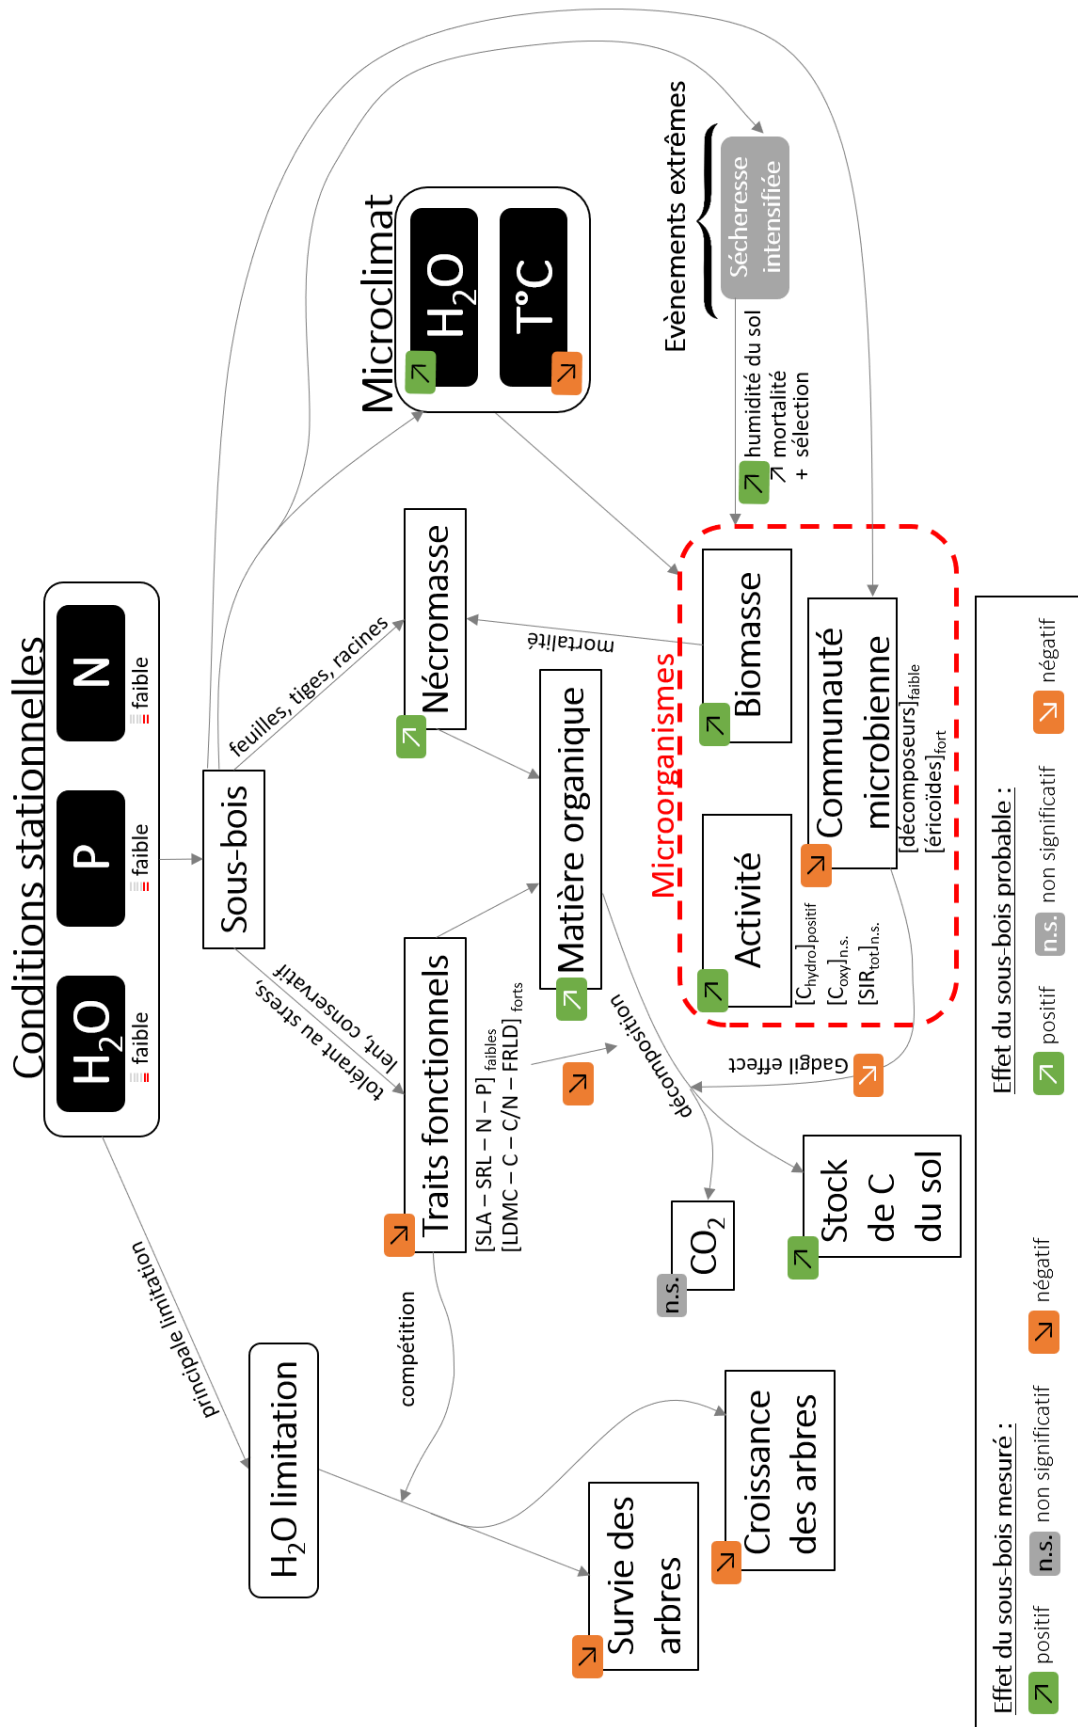 Conditions stationnelles
H₂O
P
N
faible
faible
faible
principale limitation
Sous-bois
tolérant au stress,
lent, conservatif
feuilles, tiges, racines
H₂O limitation
compétition
Traits fonctionnels
[SLA – SRL – N – P] faibles
[LDMC – C – C/N – FRLD] forts
Nécromasse
Microclimat
H₂O
T°C
Matière organique
mortalité
décomposition
Survie des
arbres
Croissance
des arbres
n.s.
CO₂
Stock
de C
du sol
Gadgil effect
Microorganismes
Activité
[C hydro] positif
[C oxy] n.s.
[SIR tot] n.s.
Biomasse
Communauté
microbienne
[décomposeurs] faible
[éricoïdes] fort
Evènements extrêmes
Sécheresse
intensifiée
humidité du sol
↗ mortalité
+ sélection
Effet du sous-bois mesuré :
positif
n.s. non significatif
négatif
Effet du sous-bois probable :
positif
n.s. non significatif
négatif